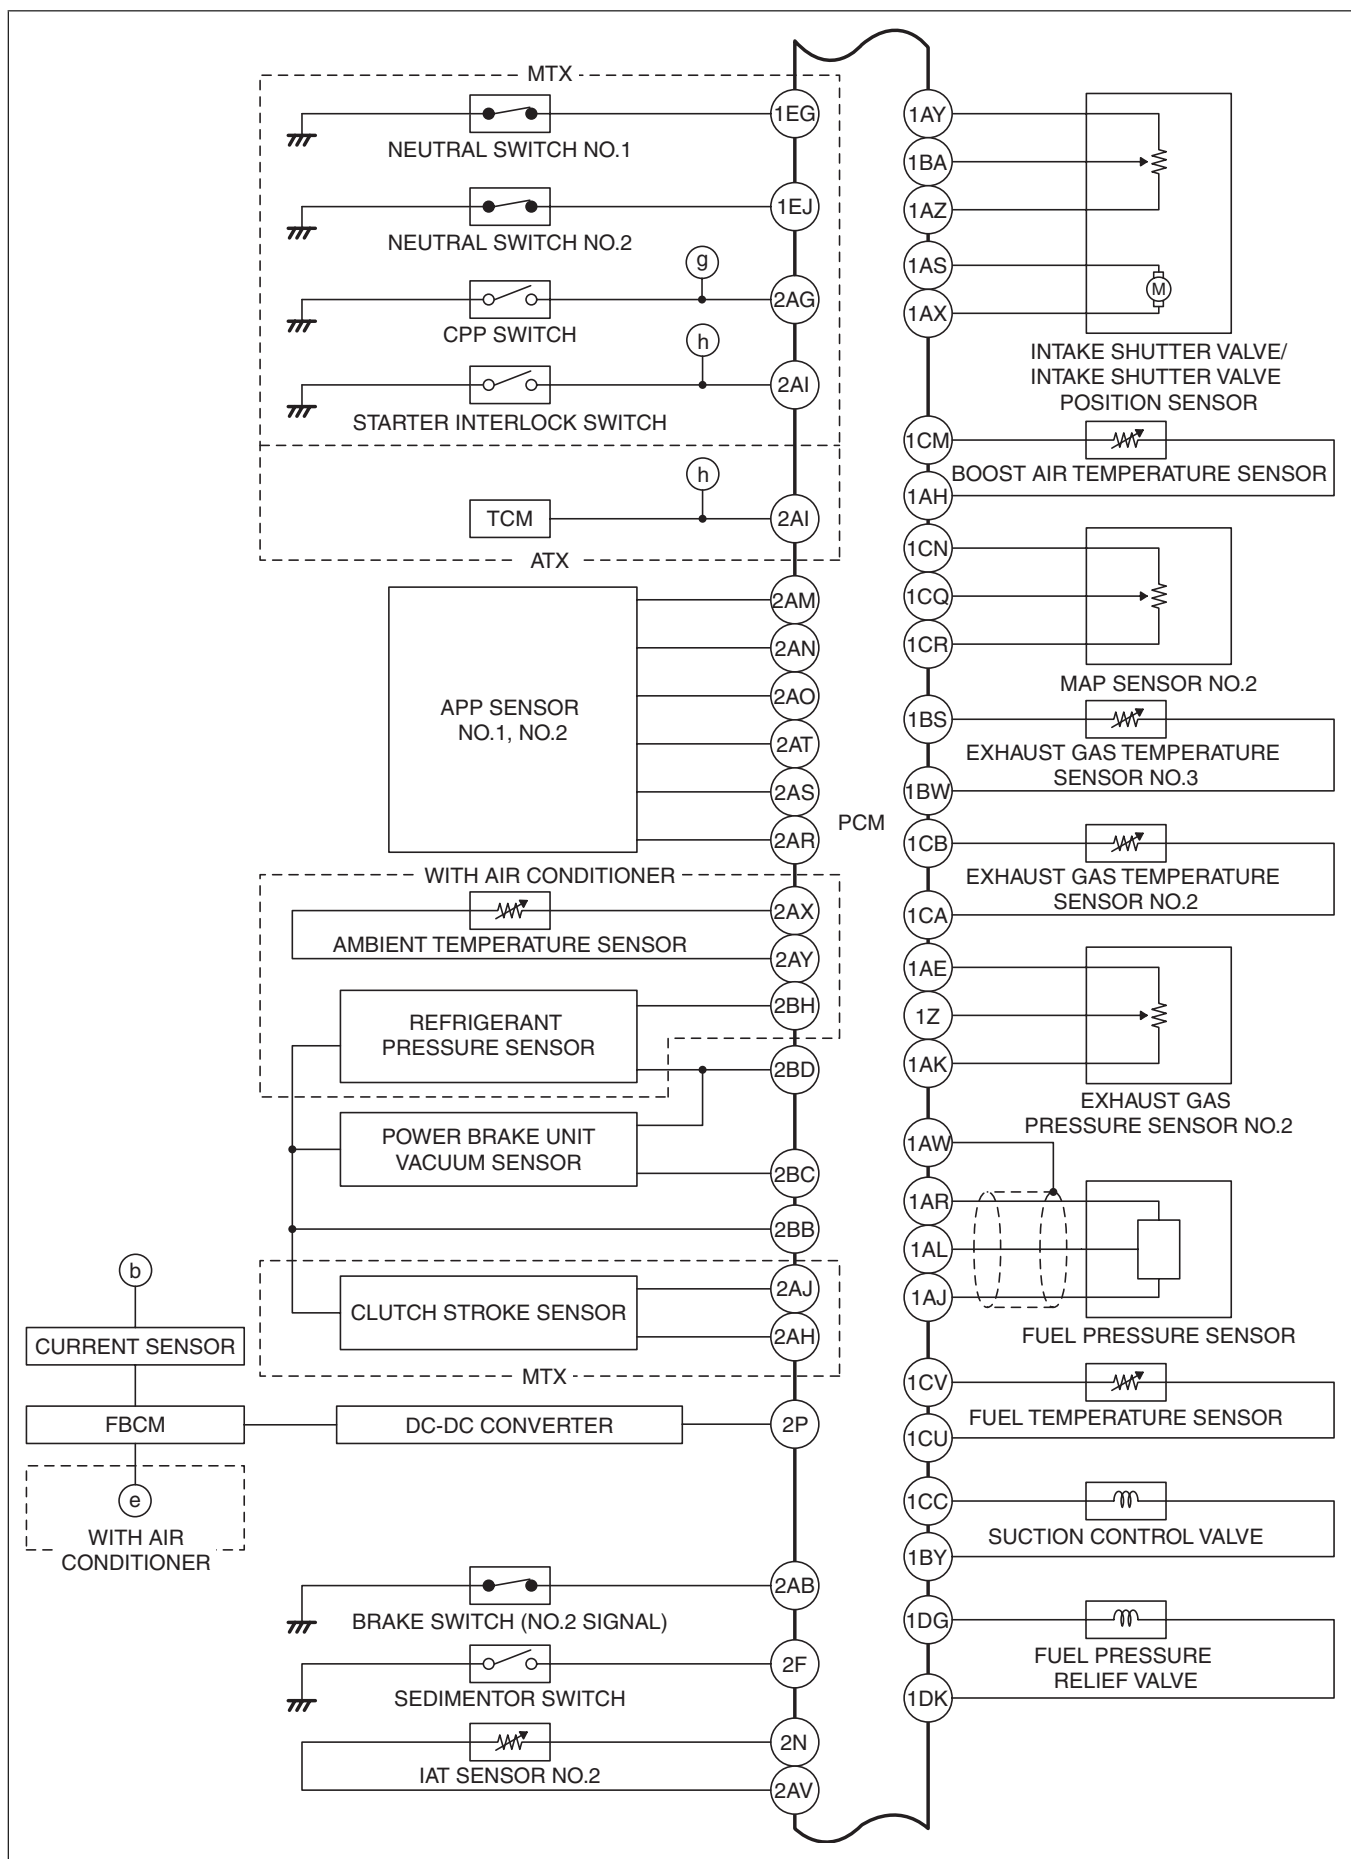 MTX
1EG
NEUTRAL SWITCH NO.1
1EJ
NEUTRAL SWITCH NO.2
g
2AG
CPP SWITCH
h
2AI
STARTER INTERLOCK SWITCH
h
TCM
2AI
ATX
APP SENSOR
NO.1, NO.2
2AM
2AN
2AO
2AT
2AS
2AR
PCM
WITH AIR CONDITIONER
2AX
AMBIENT TEMPERATURE SENSOR
2AY
REFRIGERANT
PRESSURE SENSOR
2BH
2BD
POWER BRAKE UNIT
VACUUM SENSOR
2BC
2BB
CLUTCH STROKE SENSOR
2AJ
2AH
MTX
b
CURRENT SENSOR
FBCM
DC-DC CONVERTER
2P
e
WITH AIR
CONDITIONER
2AB
BRAKE SWITCH (NO.2 SIGNAL)
2F
SEDIMENTOR SWITCH
2N
IAT SENSOR NO.2
2AV
1AY
1BA
1AZ
1AS
M
1AX
INTAKE SHUTTER VALVE/
INTAKE SHUTTER VALVE
POSITION SENSOR
1CM
BOOST AIR TEMPERATURE SENSOR
1AH
1CN
1CQ
1CR
MAP SENSOR NO.2
1BS
EXHAUST GAS TEMPERATURE
SENSOR NO.3
1BW
1CB
EXHAUST GAS TEMPERATURE
SENSOR NO.2
1CA
1AE
1Z
1AK
EXHAUST GAS
PRESSURE SENSOR NO.2
1AW
1AR
1AL
1AJ
FUEL PRESSURE SENSOR
1CV
FUEL TEMPERATURE SENSOR
1CU
1CC
SUCTION CONTROL VALVE
1BY
1DG
FUEL PRESSURE
RELIEF VALVE
1DK